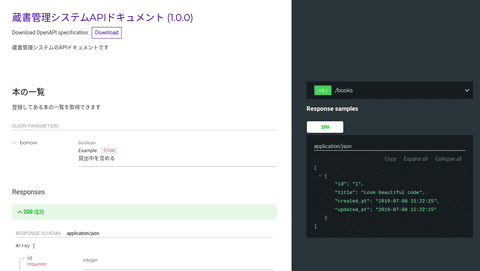 蔵書管理システムAPIドキュメント (1.0.0)
Download OpenAPI specification: Download
蔵書管理システムのAPIドキュメントです
本の一覧
登録してある本の一覧を取得できます
QUERY PARAMETERS
borrow
boolean
Example: true
貸出中を含める
Responses
200 成功
RESPONSE SCHEMA: application/json
Array [
id
required
integer
GET /books
Response samples
200
application/json
Copy Expand all Collapse all
[
- {
"id": "1",
"title": "Love beautiful code",
"created_at": "2019-07-08 15:22:15",
"updated_at": "2019-07-08 15:22:15"
}
]